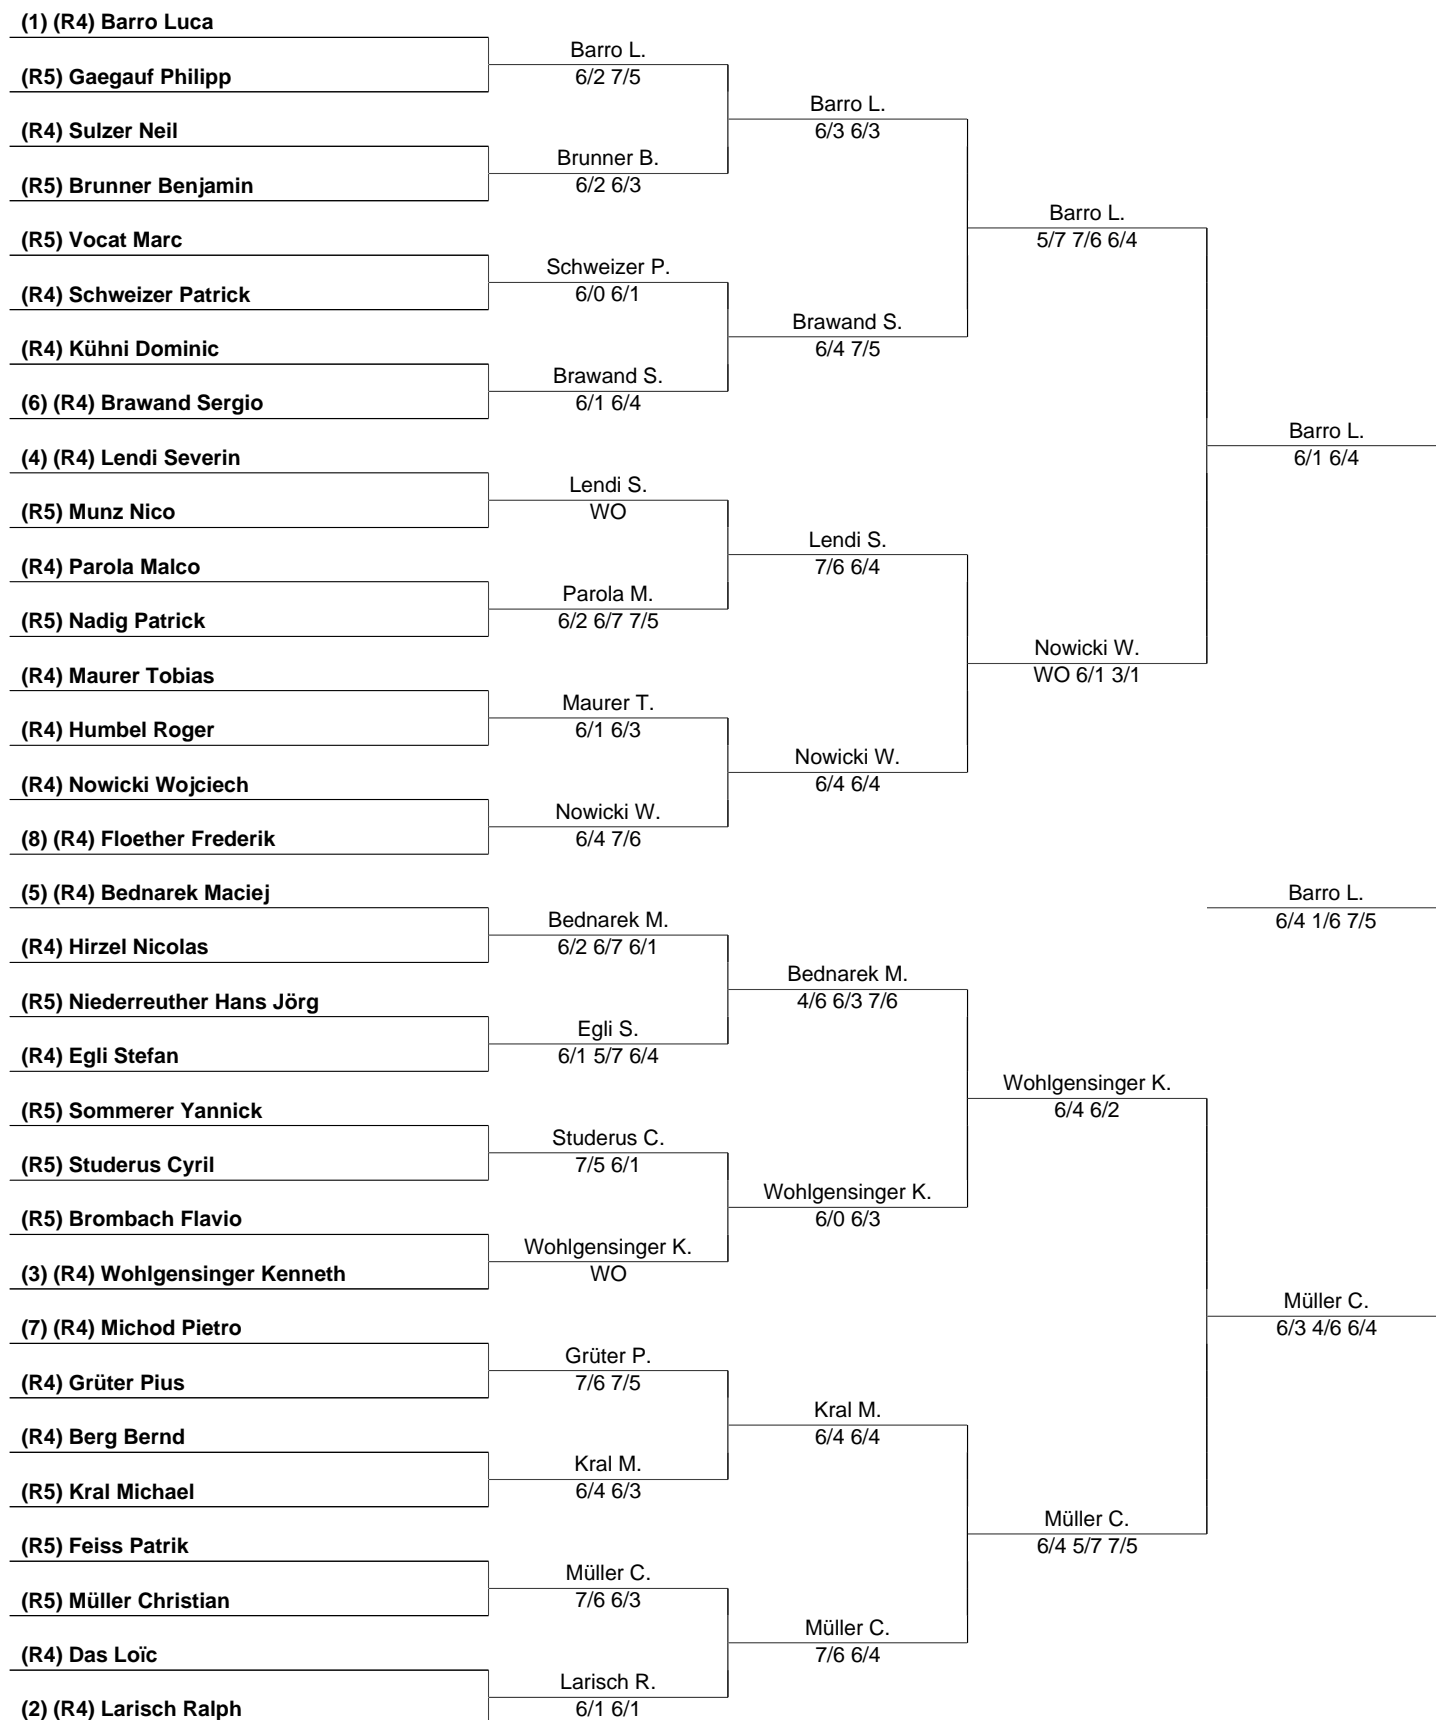 (1) (R4) Barro Luca
(R5) Gaegauf Philipp
(R4) Sulzer Neil
(R5) Brunner Benjamin
(R5) Vocat Marc
(R4) Schweizer Patrick
(R4) Kühni Dominic
(6) (R4) Brawand Sergio
(4) (R4) Lendi Severin
(R5) Munz Nico
(R4) Parola Malco
(R5) Nadig Patrick
(R4) Maurer Tobias
(R4) Humbel Roger
(R4) Nowicki Wojciech
(8) (R4) Floether Frederik
(5) (R4) Bednarek Maciej
(R4) Hirzel Nicolas
(R5) Niederreuther Hans Jörg
(R4) Egli Stefan
(R5) Sommerer Yannick
(R5) Studerus Cyril
(R5) Brombach Flavio
(3) (R4) Wohlgensinger Kenneth
(7) (R4) Michod Pietro
(R4) Grüter Pius
(R4) Berg Bernd
(R5) Kral Michael
(R5) Feiss Patrik
(R5) Müller Christian
(R4) Das Loïc
(2) (R4) Larisch Ralph
Barro L.
6/2 7/5
Brunner B.
6/2 6/3
Schweizer P.
6/0 6/1
Brawand S.
6/1 6/4
Lendi S.
WO
Parola M.
6/2 6/7 7/5
Maurer T.
6/1 6/3
Nowicki W.
6/4 7/6
Bednarek M.
6/2 6/7 6/1
Egli S.
6/1 5/7 6/4
Studerus C.
7/5 6/1
Wohlgensinger K.
WO
Grüter P.
7/6 7/5
Kral M.
6/4 6/3
Müller C.
7/6 6/3
Larisch R.
6/1 6/1
Barro L.
6/3 6/3
Brawand S.
6/4 7/5
Lendi S.
7/6 6/4
Nowicki W.
6/4 6/4
Bednarek M.
4/6 6/3 7/6
Wohlgensinger K.
6/0 6/3
Kral M.
6/4 6/4
Müller C.
7/6 6/4
Barro L.
5/7 7/6 6/4
Nowicki W.
WO 6/1 3/1
Wohlgensinger K.
6/4 6/2
Müller C.
6/4 5/7 7/5
Barro L.
6/1 6/4
Barro L.
6/4 1/6 7/5
Müller C.
6/3 4/6 6/4